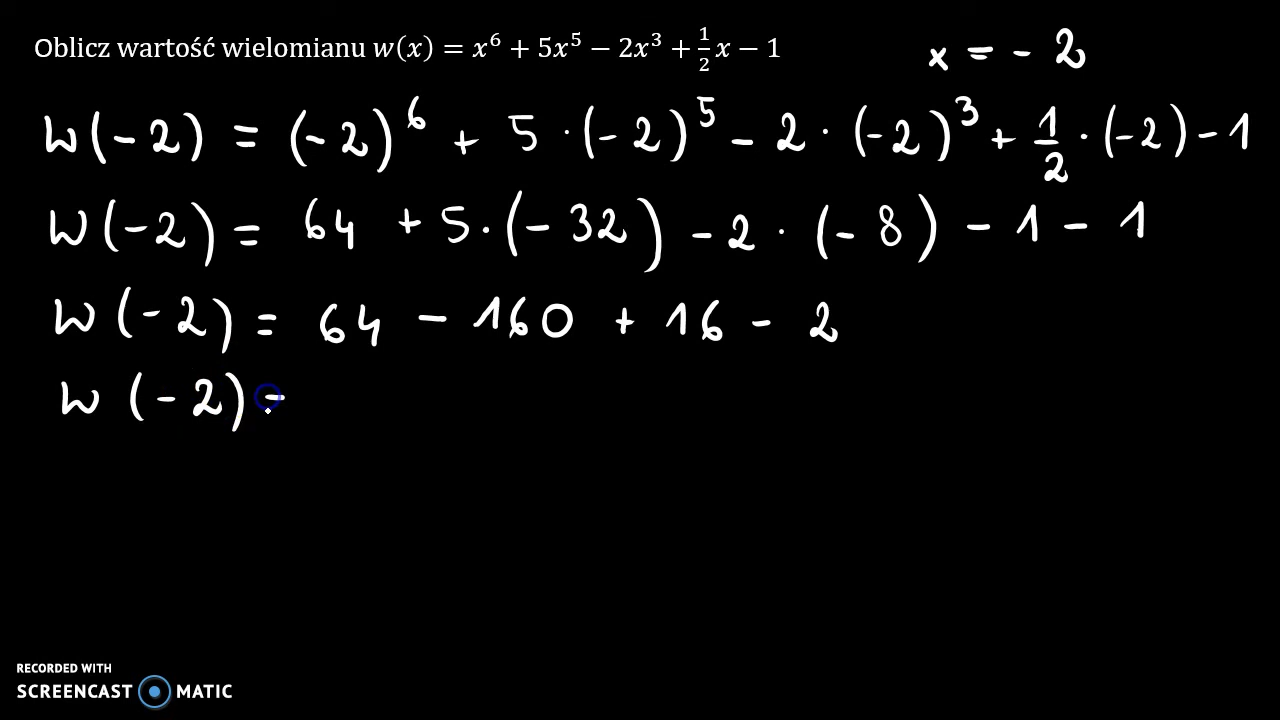 Oblicz wartość wielomianu w(x) = x⁶ + 5x⁵ − 2x³ + ½x − 1 x = - 2
W(-2) = (-2)⁶ + 5 · (-2)⁵ - 2 · (-2)³ + 1/2 · (-2) - 1
W(-2) = 64 + 5 · (- 32) - 2 · (- 8) - 1 - 1
W(-2) = 64 - 160 + 16 - 2
W(-2) =
RECORDED WITH
SCREENCAST MATIC